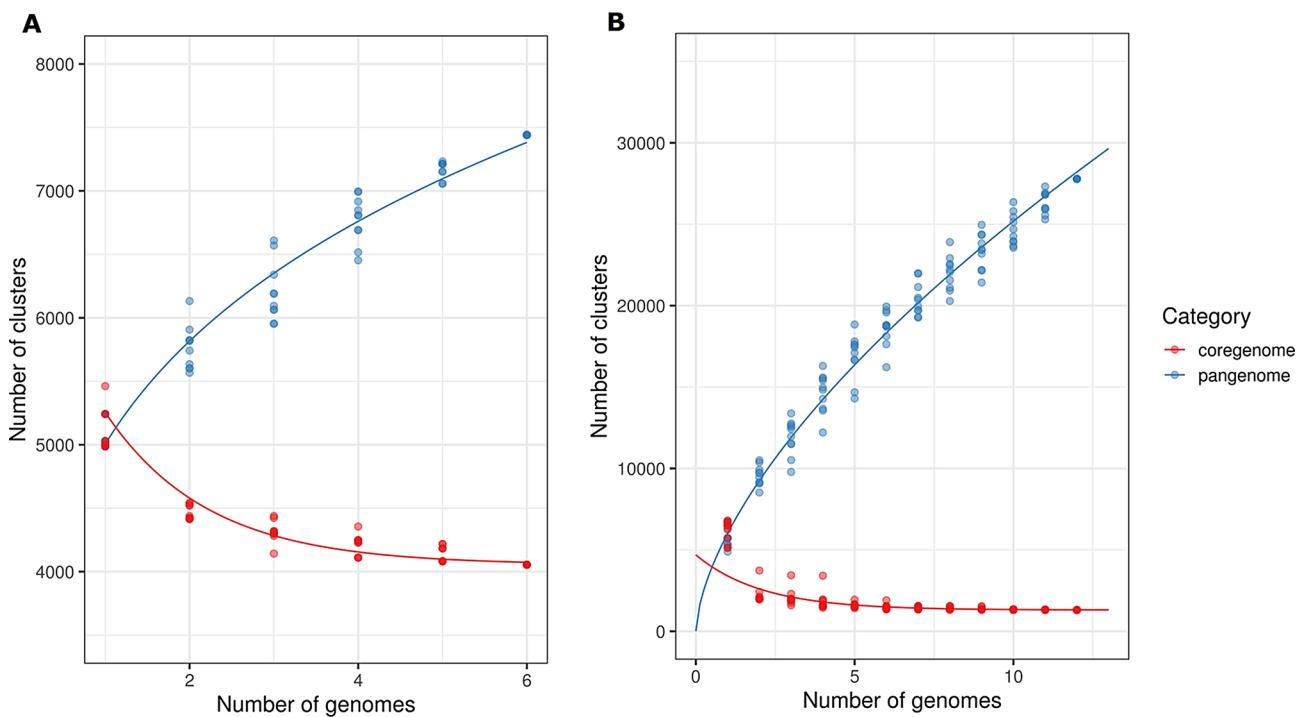 A
8000
7000
6000
5000
4000
Number of clusters
2
4
6
Number of genomes
B
30000
20000
10000
0
Number of clusters
0
5
10
Number of genomes
Category
coregenome
pangenome